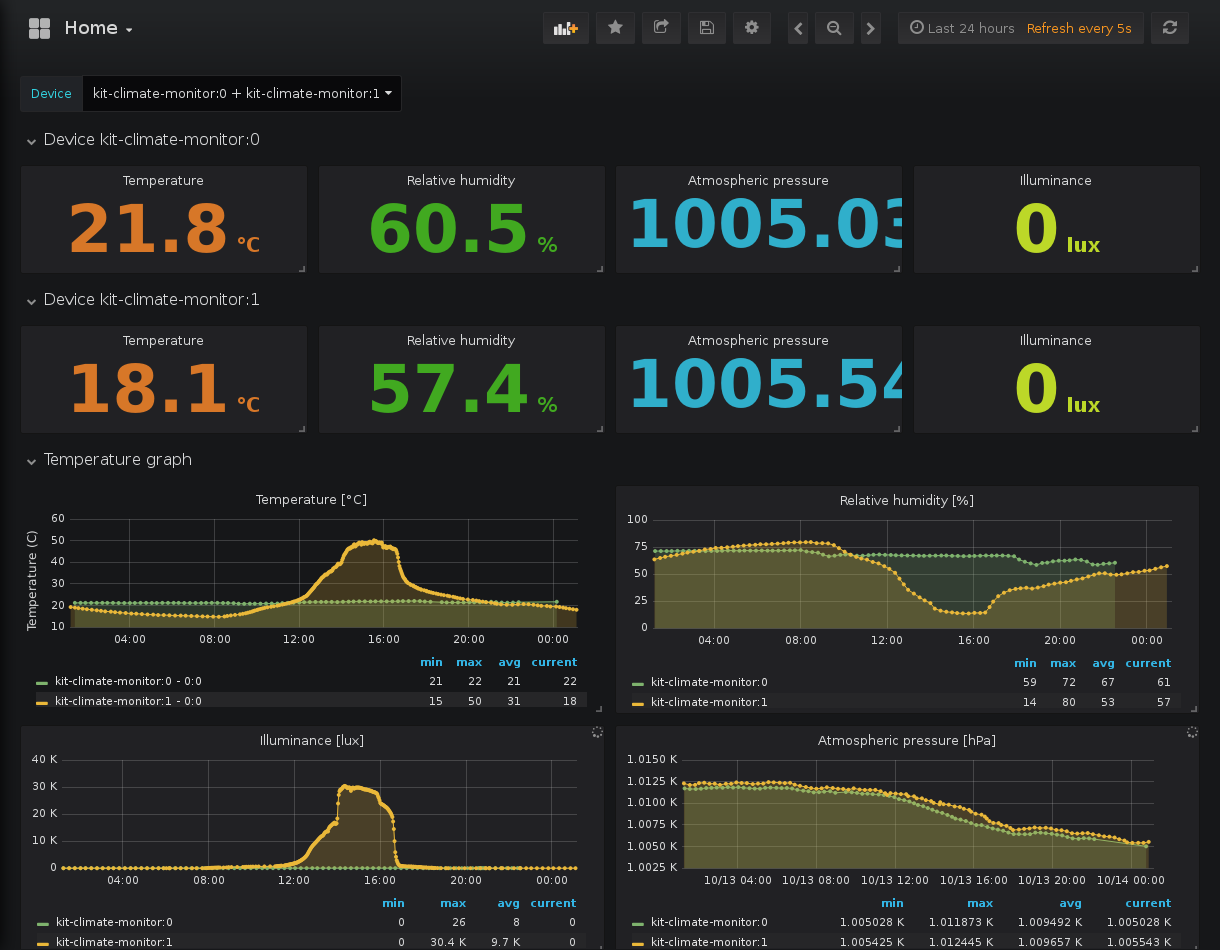 Home
Last 24 hours Refresh every 5s
Device kit-climate-monitor:0 + kit-climate-monitor:1
Device kit-climate-monitor:0
Temperature
21.8 °C
Relative humidity
60.5 %
Atmospheric pressure
1005.03
Illuminance
0 lux
Device kit-climate-monitor:1
Temperature
18.1 °C
Relative humidity
57.4 %
Atmospheric pressure
1005.54
Illuminance
0 lux
Temperature graph
Temperature [°C]
Temperature (C)
60
50
40
30
20
10
04:00 08:00 12:00 16:00 20:00 00:00
min max avg current
kit-climate-monitor:0 - 0:0 21 22 21 22
kit-climate-monitor:1 - 0:0 15 50 31 18
Relative humidity [%]
100
75
50
25
0
04:00 08:00 12:00 16:00 20:00 00:00
min max avg current
kit-climate-monitor:0 59 72 67 61
kit-climate-monitor:1 14 80 53 57
Illuminance [lux]
40 K
30 K
20 K
10 K
0
04:00 08:00 12:00 16:00 20:00 00:00
min max avg current
kit-climate-monitor:0 0 26 8 0
kit-climate-monitor:1 0 30.4 K 9.7 K 0
Atmospheric pressure [hPa]
1.0150 K
1.0125 K
1.0100 K
1.0075 K
1.0050 K
1.0025 K
10/13 04:00 10/13 08:00 10/13 12:00 10/13 16:00 10/13 20:00 10/14 00:00
min max avg current
kit-climate-monitor:0 1.005028 K 1.011873 K 1.009492 K 1.005028 K
kit-climate-monitor:1 1.005425 K 1.012445 K 1.009657 K 1.005543 K